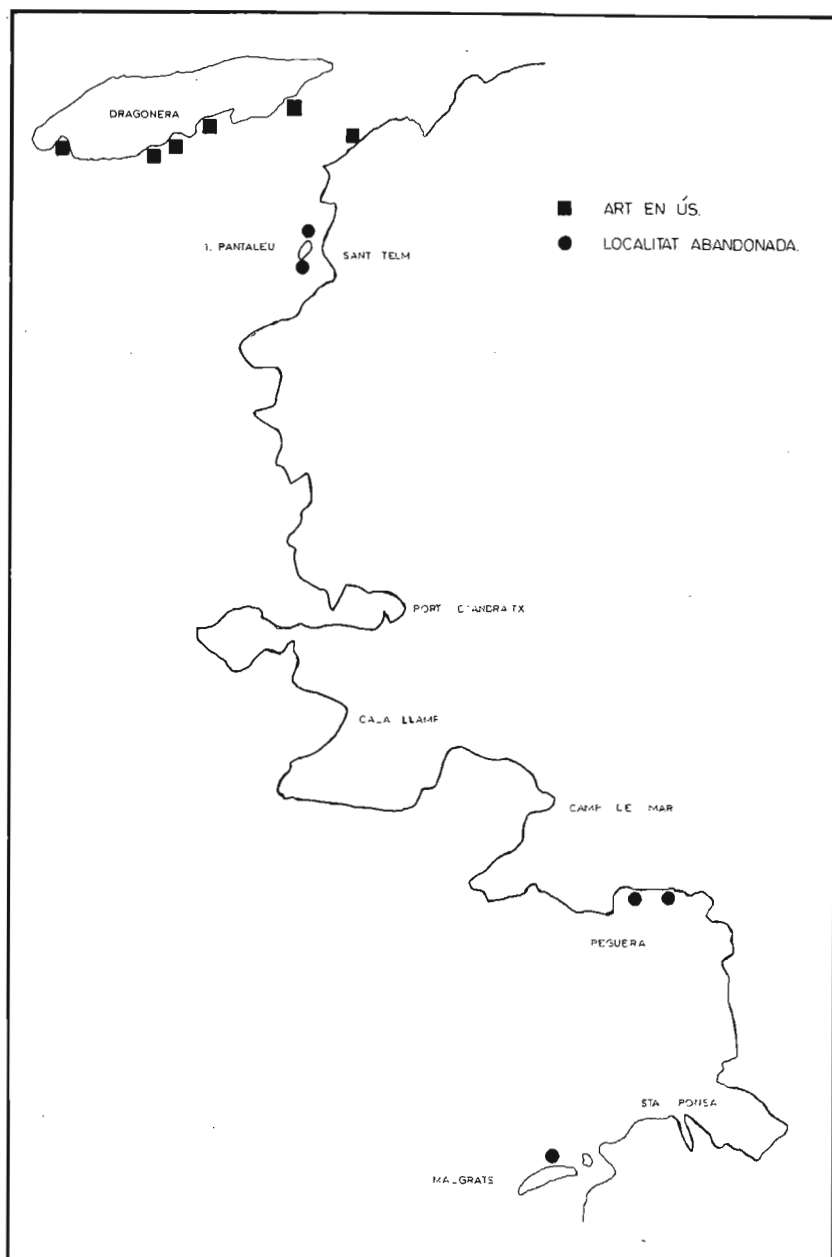 DRAGONERA
ART EN ÚS.
LOCALITAT ABANDONADA.
I. PANTALEU
SANT TELM
PORT D'ANDRATX
CALA LLAMP
CAMP DE MAR
PEGUERA
STA PONSA
MALGRATS